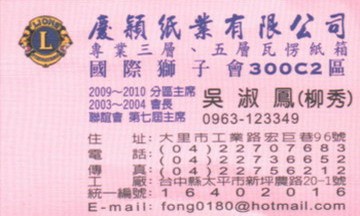 LIONS
L
慶穎紙業有限公司
專業三層、五層瓦楞紙箱
國際獅子會300C2區
2009~2010 分區主席
2003~2004 會長
聯誼會 第七屆主席
吳淑鳳(柳秀)
0963-123349
住址：大里市工業路宏巨巷96號
電話：(04)22707683
(04)22736652
傳真：(04)22756212
工廠：台中縣太平市新坪農路20-1號
統一編號：16402016
E-mail：fong0180@hotmail.com